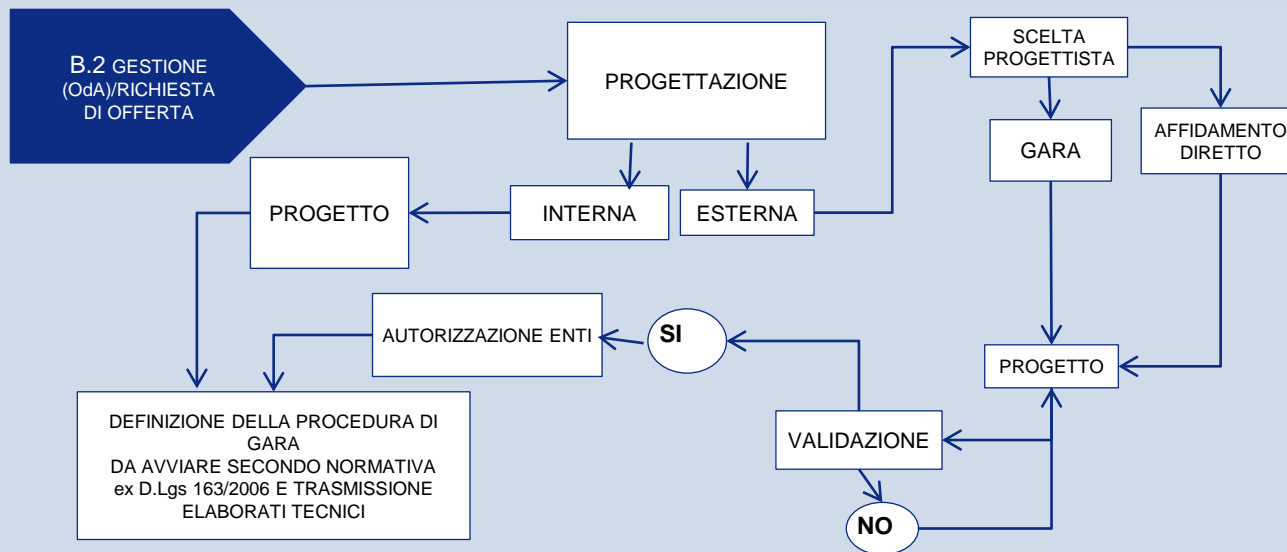 B.2 GESTIONE
(OdA)/RICHIESTA
DI OFFERTA
PROGETTAZIONE
SCELTA
PROGETTISTA
GARA
AFFIDAMENTO
DIRETTO
PROGETTO
INTERNA
ESTERNA
AUTORIZZAZIONE ENTI
SI
PROGETTO
DEFINIZIONE DELLA PROCEDURA DI
GARA
DA AVVIARE SECONDO NORMATIVA
ex D.Lgs 163/2006 E TRASMISSIONE
ELABORATI TECNICI
VALIDAZIONE
NO